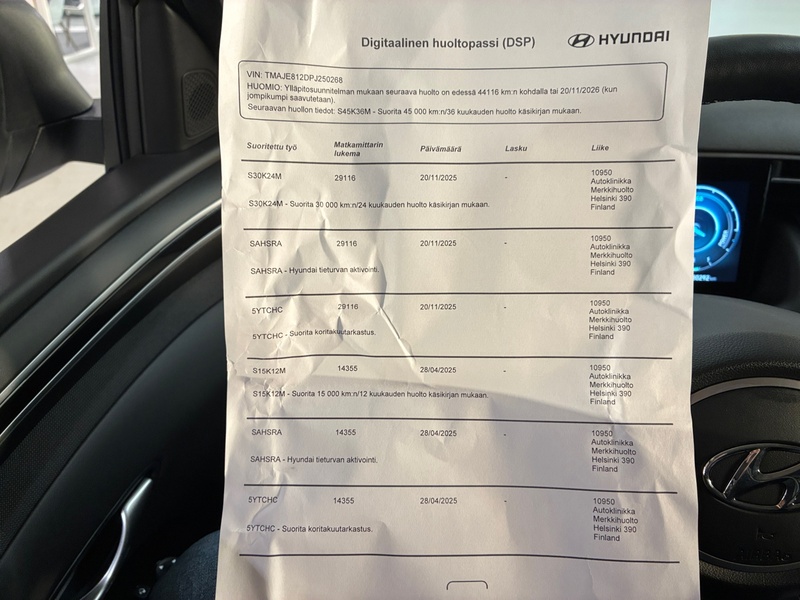 Digitaalinen huoltopassi (DSP) HYUNDAI
VIN: TMAJE812DPJ250268
HUOMIO: Ylläpitosuunnitelman mukaan seuraava huolto on edessä 44116 km:n kohdalla tai 20/11/2026 (kun
jompikumpi saavutetaan).
Seuraavan huollon tiedot: S45K36M - Suorita 45 000 km:n/36 kuukauden huolto käsikirjan mukaan.
Suoritettu työ Matkamittarin lukema Päivämäärä Lasku Liike
S30K24M 29116 20/11/2025 - 10950
Autoklinikka
Merkkihuolto
Helsinki 390
Finland
S30K24M - Suorita 30 000 km:n/24 kuukauden huolto käsikirjan mukaan.
SAHSRA 29116 20/11/2025 - 10950
Autoklinikka
Merkkihuolto
Helsinki 390
Finland
SAHSRA - Hyundai tieturvan aktivointi.
5YTCHC 29116 20/11/2025 - 10950
Autoklinikka
Merkkihuolto
Helsinki 390
Finland
5YTCHC - Suorita koritakuutarkastus.
S15K12M 14355 28/04/2025 - 10950
Autoklinikka
Merkkihuolto
Helsinki 390
Finland
S15K12M - Suorita 15 000 km:n/12 kuukauden huolto käsikirjan mukaan.
SAHSRA 14355 28/04/2025 - 10950
Autoklinikka
Merkkihuolto
Helsinki 390
Finland
SAHSRA - Hyundai tieturvan aktivointi.
5YTCHC 14355 28/04/2025 - 10950
Autoklinikka
Merkkihuolto
Helsinki 390
Finland
5YTCHC - Suorita koritakuutarkastus.